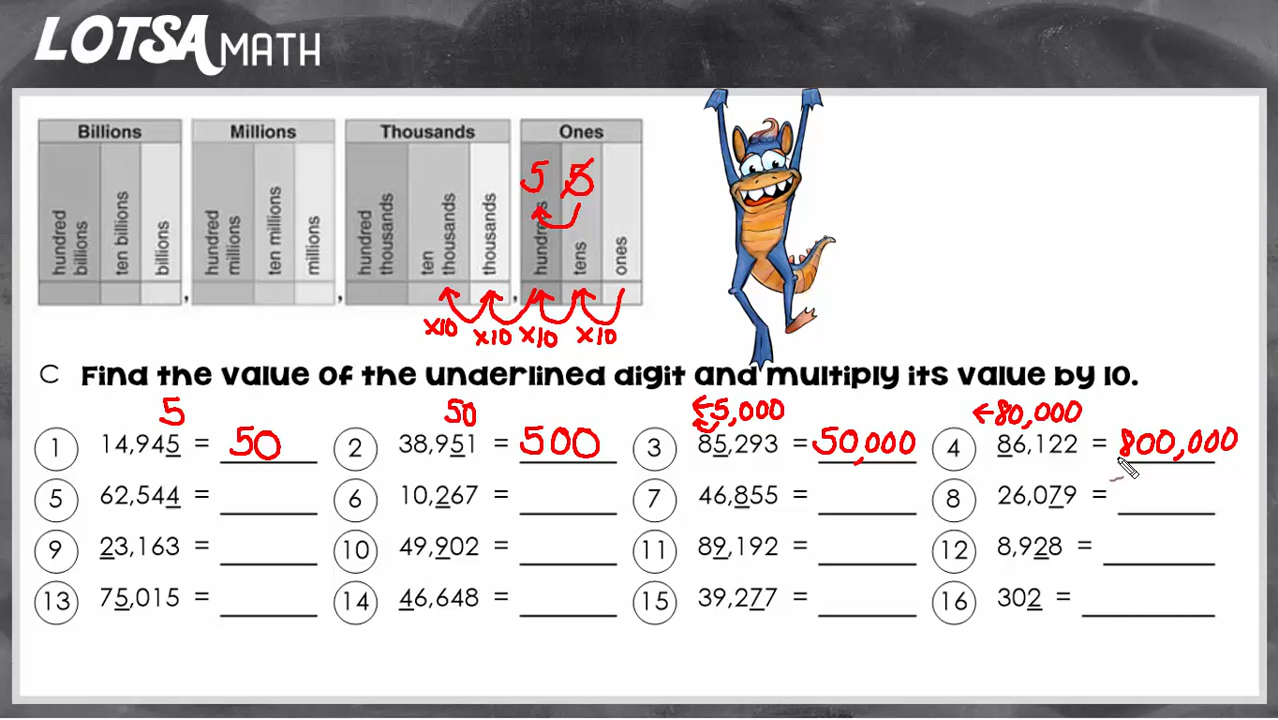 LOTSA MATH
Billions Millions Thousands Ones
hundred billions ten billions billions hundred millions ten millions millions hundred thousands ten thousands thousands hundreds tens ones
5 5
, , ,
x10 x10 x10 x10
C Find the value of the underlined digit and multiply its value by 10.
5 50 ←5,000 ←80,000
1 14,945 = 50 2 38,951 = 500 3 85,293 = 50,000 4 86,122 = 800,000
5 62,544 = 6 10,267 = 7 46,855 = 8 26,079 =
9 23,163 = 10 49,902 = 11 89,192 = 12 8,928 =
13 75,015 = 14 46,648 = 15 39,277 = 16 302 =